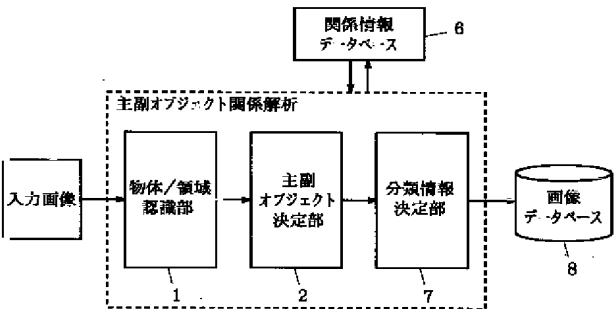 関係情報
データベース
6
主副オブジェクト関係解析
入力画像
物体／領域
認識部
主副
オブジェクト
決定部
分類情報
決定部
画像
データベース
1
2
7
8